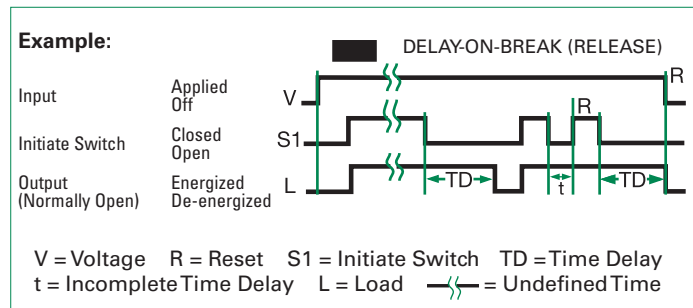 Example:
DELAY-ON-BREAK (RELEASE)
R
Input
Applied
Off
V
Initiate Switch
Closed
Open
S1
R
Output
(Normally Open)
Energized
De-energized
L
TD
t
TD
V = Voltage R = Reset S1 = Initiate Switch TD = Time Delay
t = Incomplete Time Delay L = Load = Undefined Time